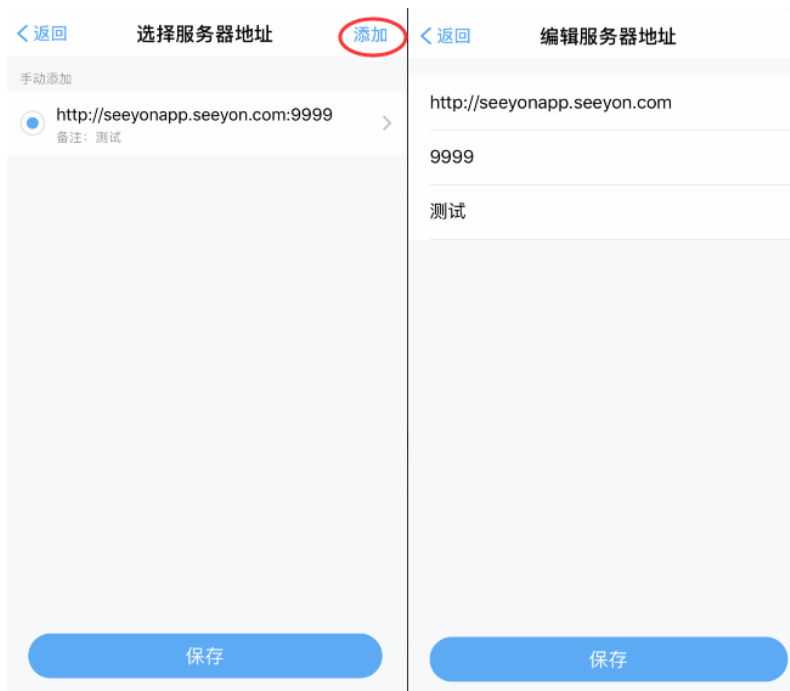 返回
选择服务器地址
添加
手动添加
http://seeyonapp.seeyon.com:9999
备注：测试
保存
返回
编辑服务器地址
http://seeyonapp.seeyon.com
9999
测试
保存